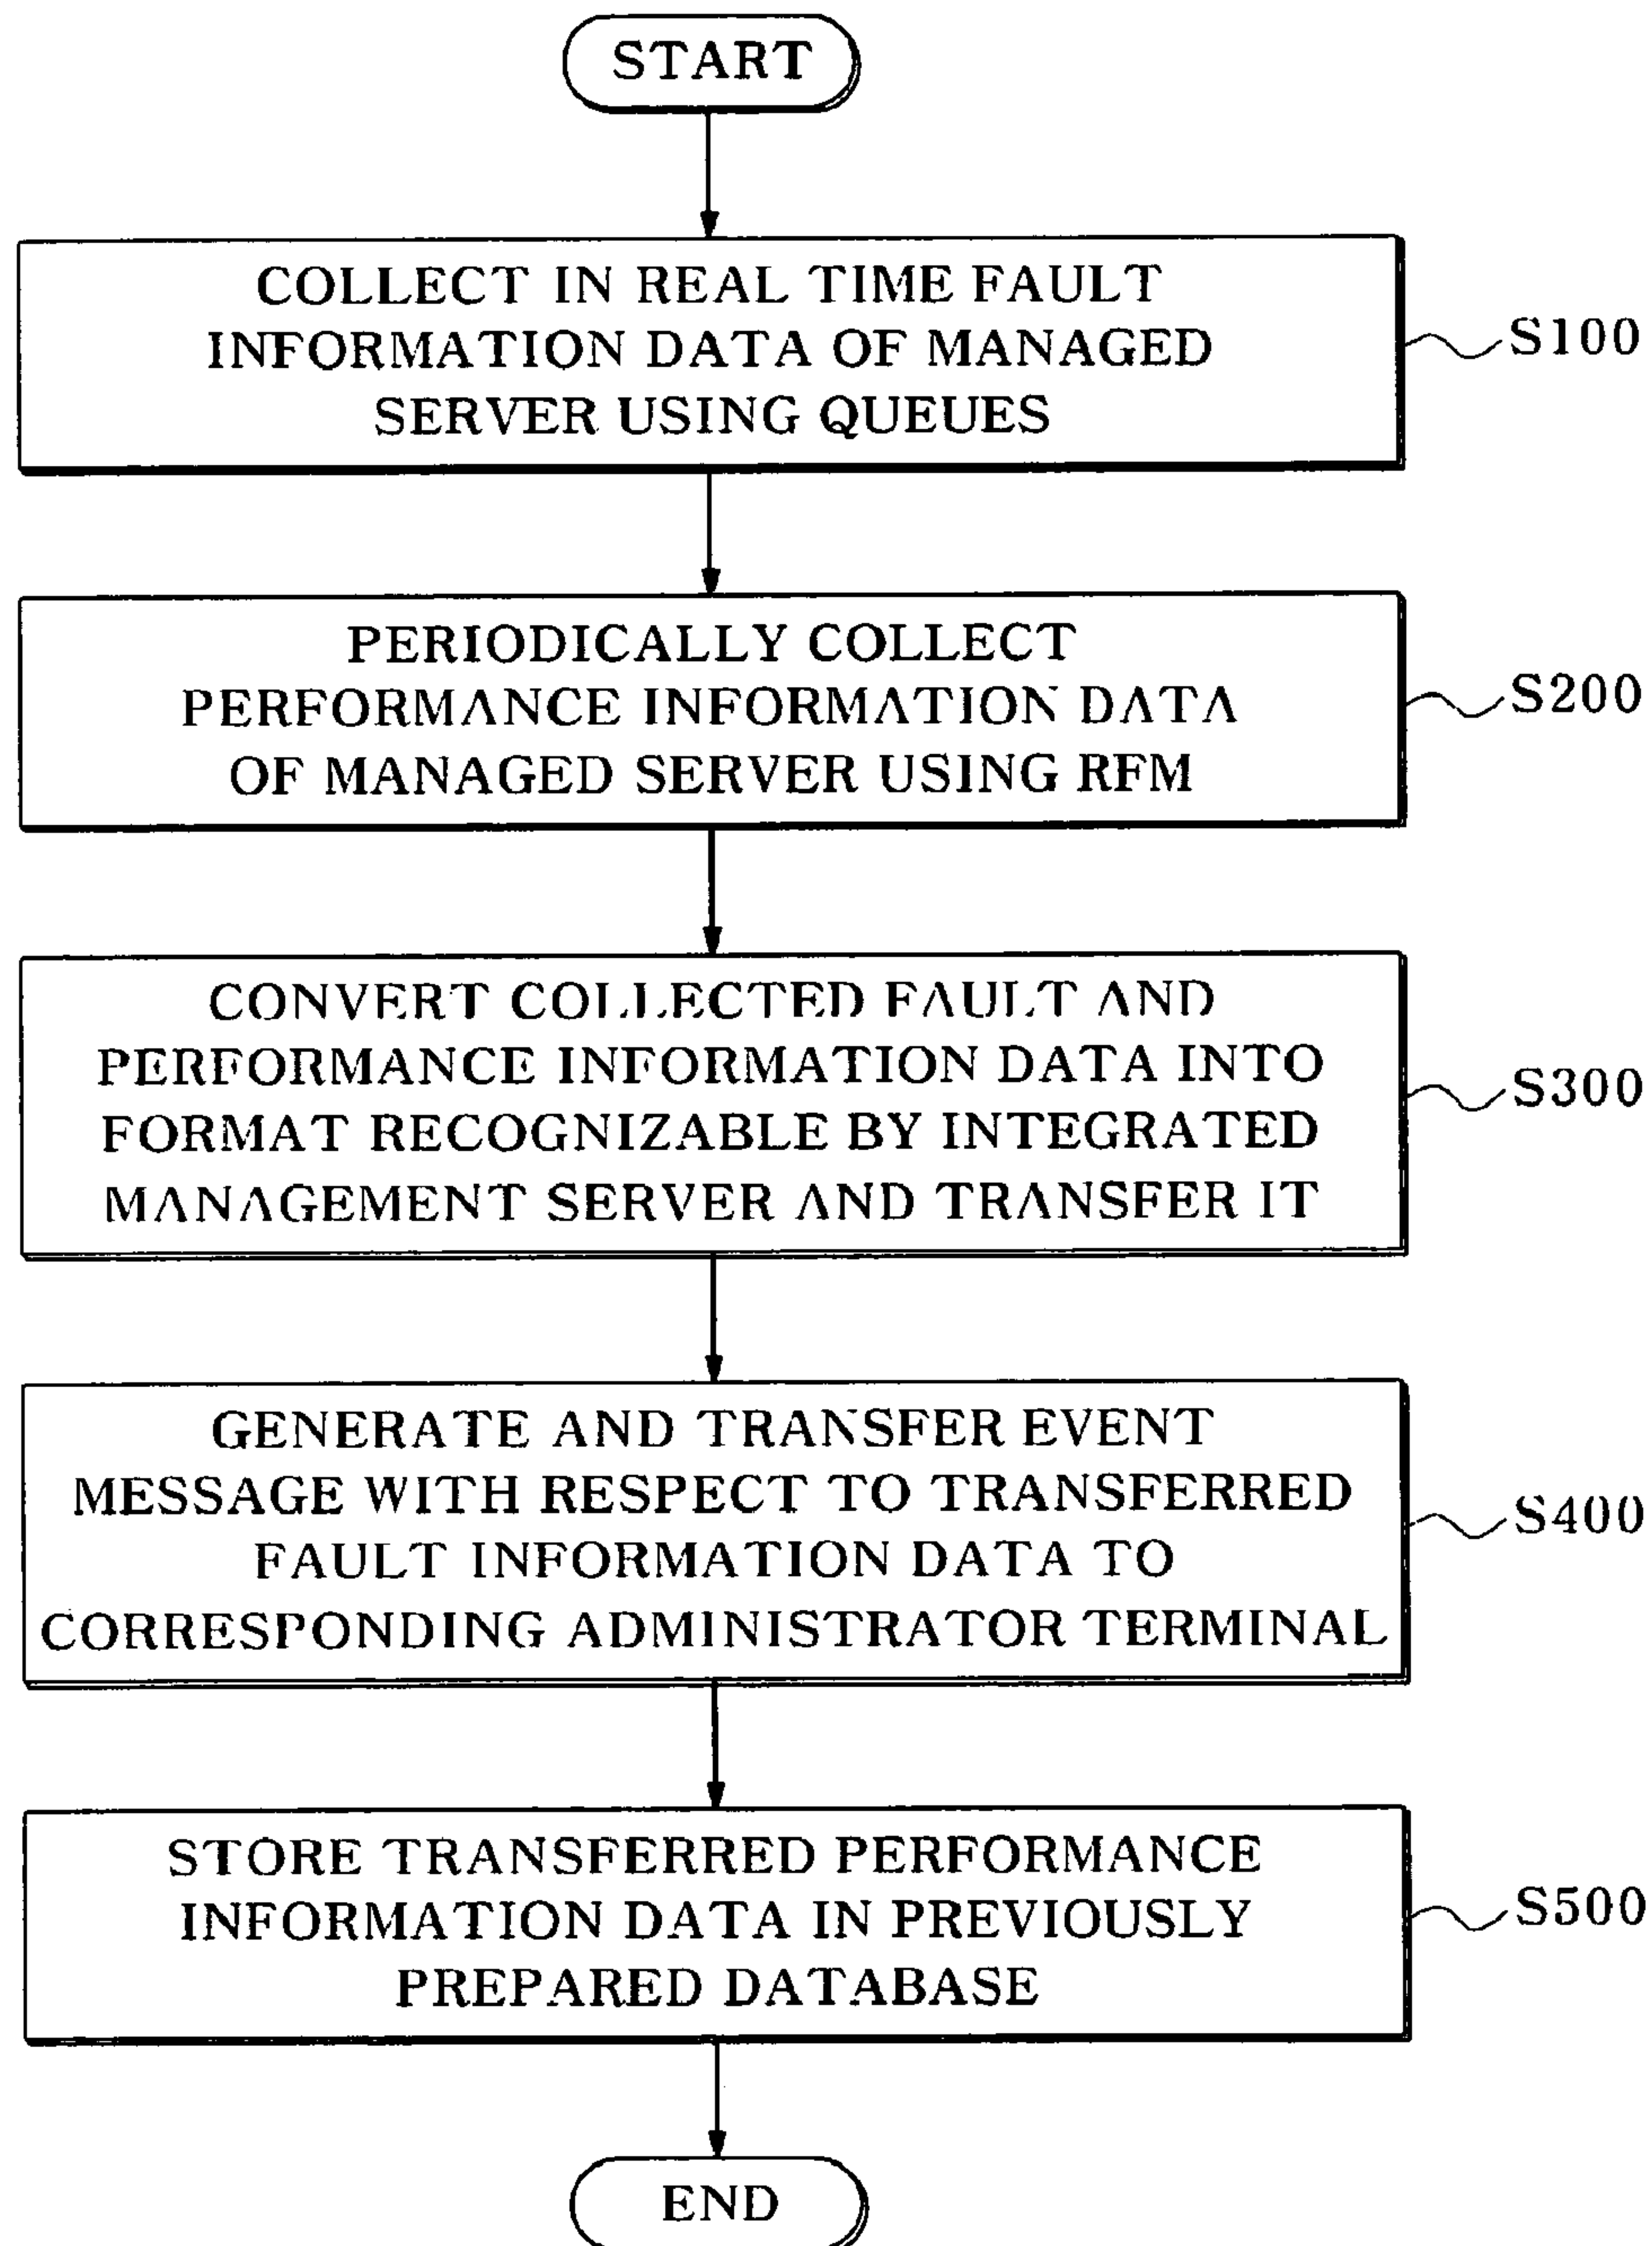 START
COLLECT IN REAL TIME FAULT
INFORMATION DATA OF MANAGED
SERVER USING QUEUES
S100
PERIODICALLY COLLECT
PERFORMANCE INFORMATION DATA
OF MANAGED SERVER USING RFM
S200
CONVERT COLLECTED FAULT AND
PERFORMANCE INFORMATION DATA INTO
FORMAT RECOGNIZABLE BY INTEGRATED
MANAGEMENT SERVER AND TRANSFER IT
S300
GENERATE AND TRANSFER EVENT
MESSAGE WITH RESPECT TO TRANSFERRED
FAULT INFORMATION DATA TO
CORRESPONDING ADMINISTRATOR TERMINAL
S400
STORE TRANSFERRED PERFORMANCE
INFORMATION DATA IN PREVIOUSLY
PREPARED DATABASE
S500
END